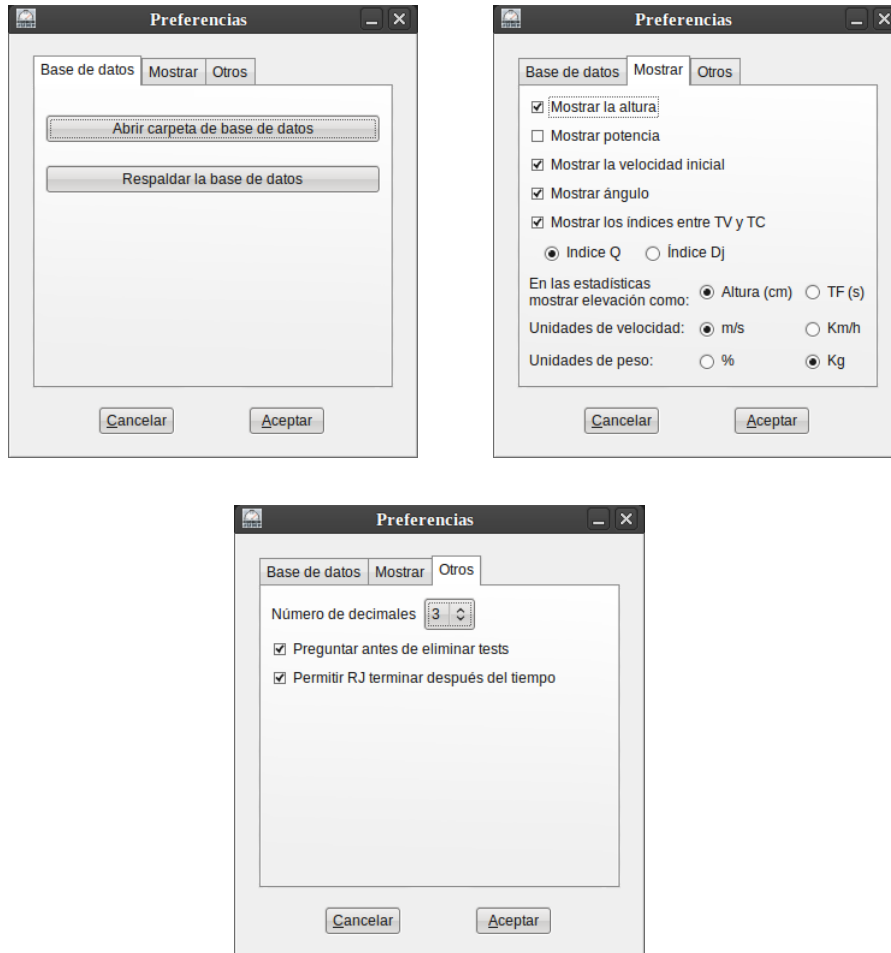 Preferencias
Base de datos Mostrar Otros
Abrir carpeta de base de datos
Respaldar la base de datos
Cancelar Aceptar
Preferencias
Base de datos Mostrar Otros
Mostrar la altura
Mostrar potencia
Mostrar la velocidad inicial
Mostrar ángulo
Mostrar los índices entre TV y TC
Indice Q Índice Dj
En las estadísticas
mostrar elevación como: Altura (cm) TF (s)
Unidades de velocidad: m/s Km/h
Unidades de peso: % Kg
Cancelar Aceptar
Preferencias
Base de datos Mostrar Otros
Número de decimales 3
Preguntar antes de eliminar tests
Permitir RJ terminar después del tiempo
Cancelar Aceptar